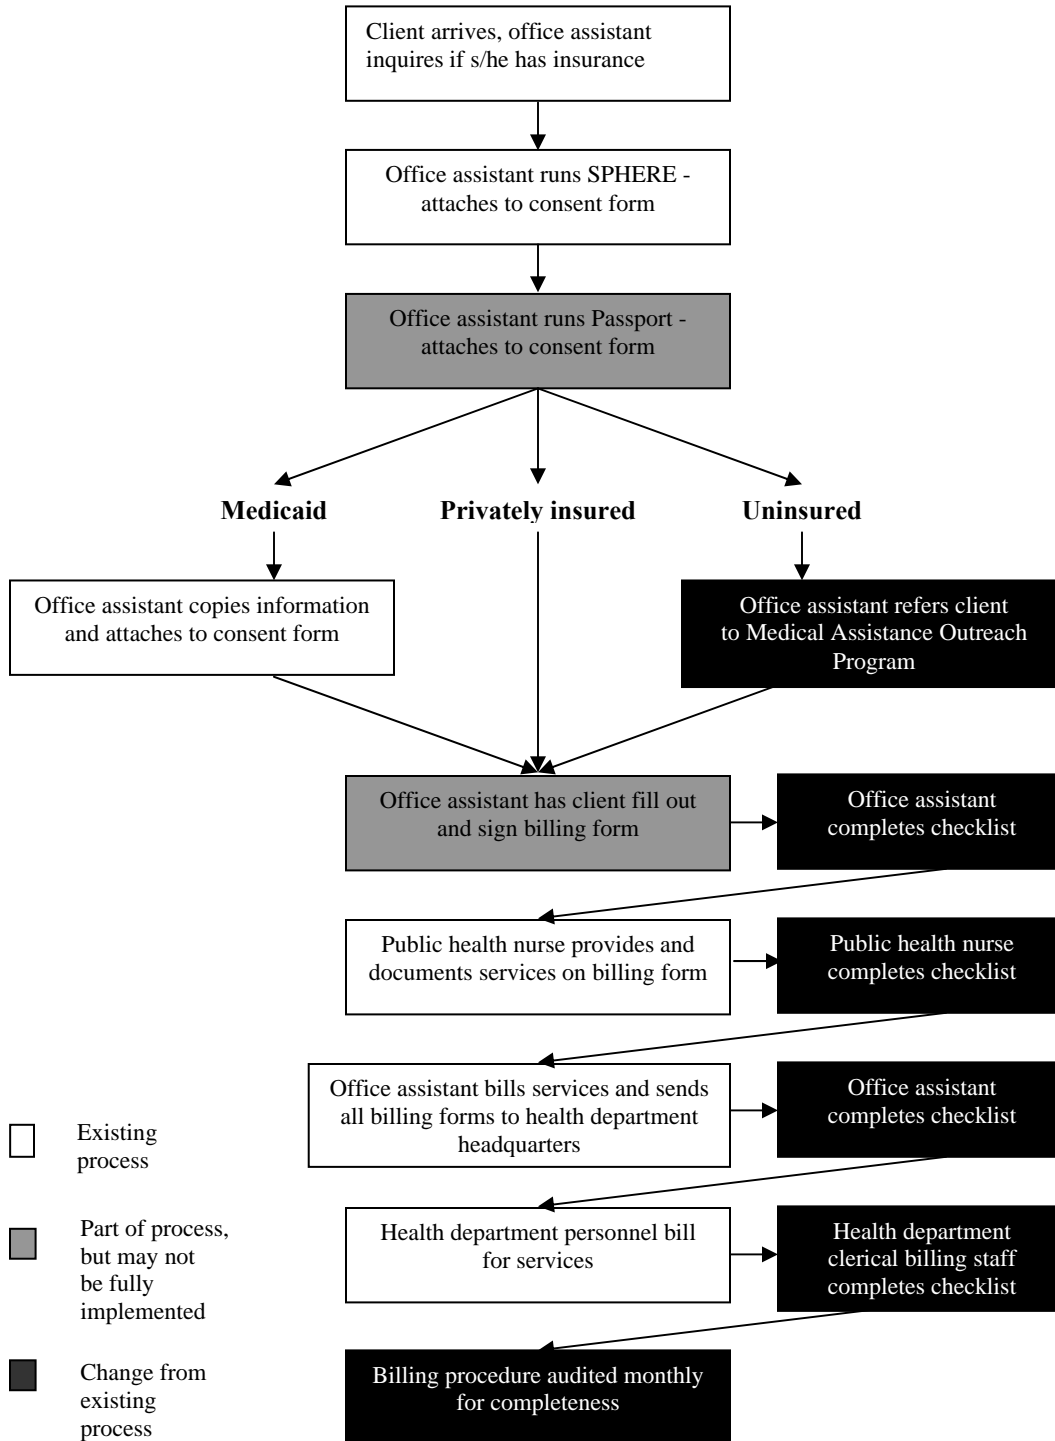 Client arrives, office assistant
inquires if s/he has insurance
Office assistant runs SPHERE -
attaches to consent form
Office assistant runs Passport -
attaches to consent form
Medicaid
Privately insured
Uninsured
Office assistant copies information
and attaches to consent form
Office assistant refers client
to Medical Assistance Outreach
Program
Office assistant has client fill out
and sign billing form
Office assistant
completes checklist
Public health nurse provides and
documents services on billing form
Public health nurse
completes checklist
Office assistant bills services and sends
all billing forms to health department
headquarters
Office assistant
completes checklist
Health department personnel bill
for services
Health department
clerical billing staff
completes checklist
Billing procedure audited monthly
for completeness
Existing
process
Part of process,
but may not
be fully
implemented
Change from
existing
process